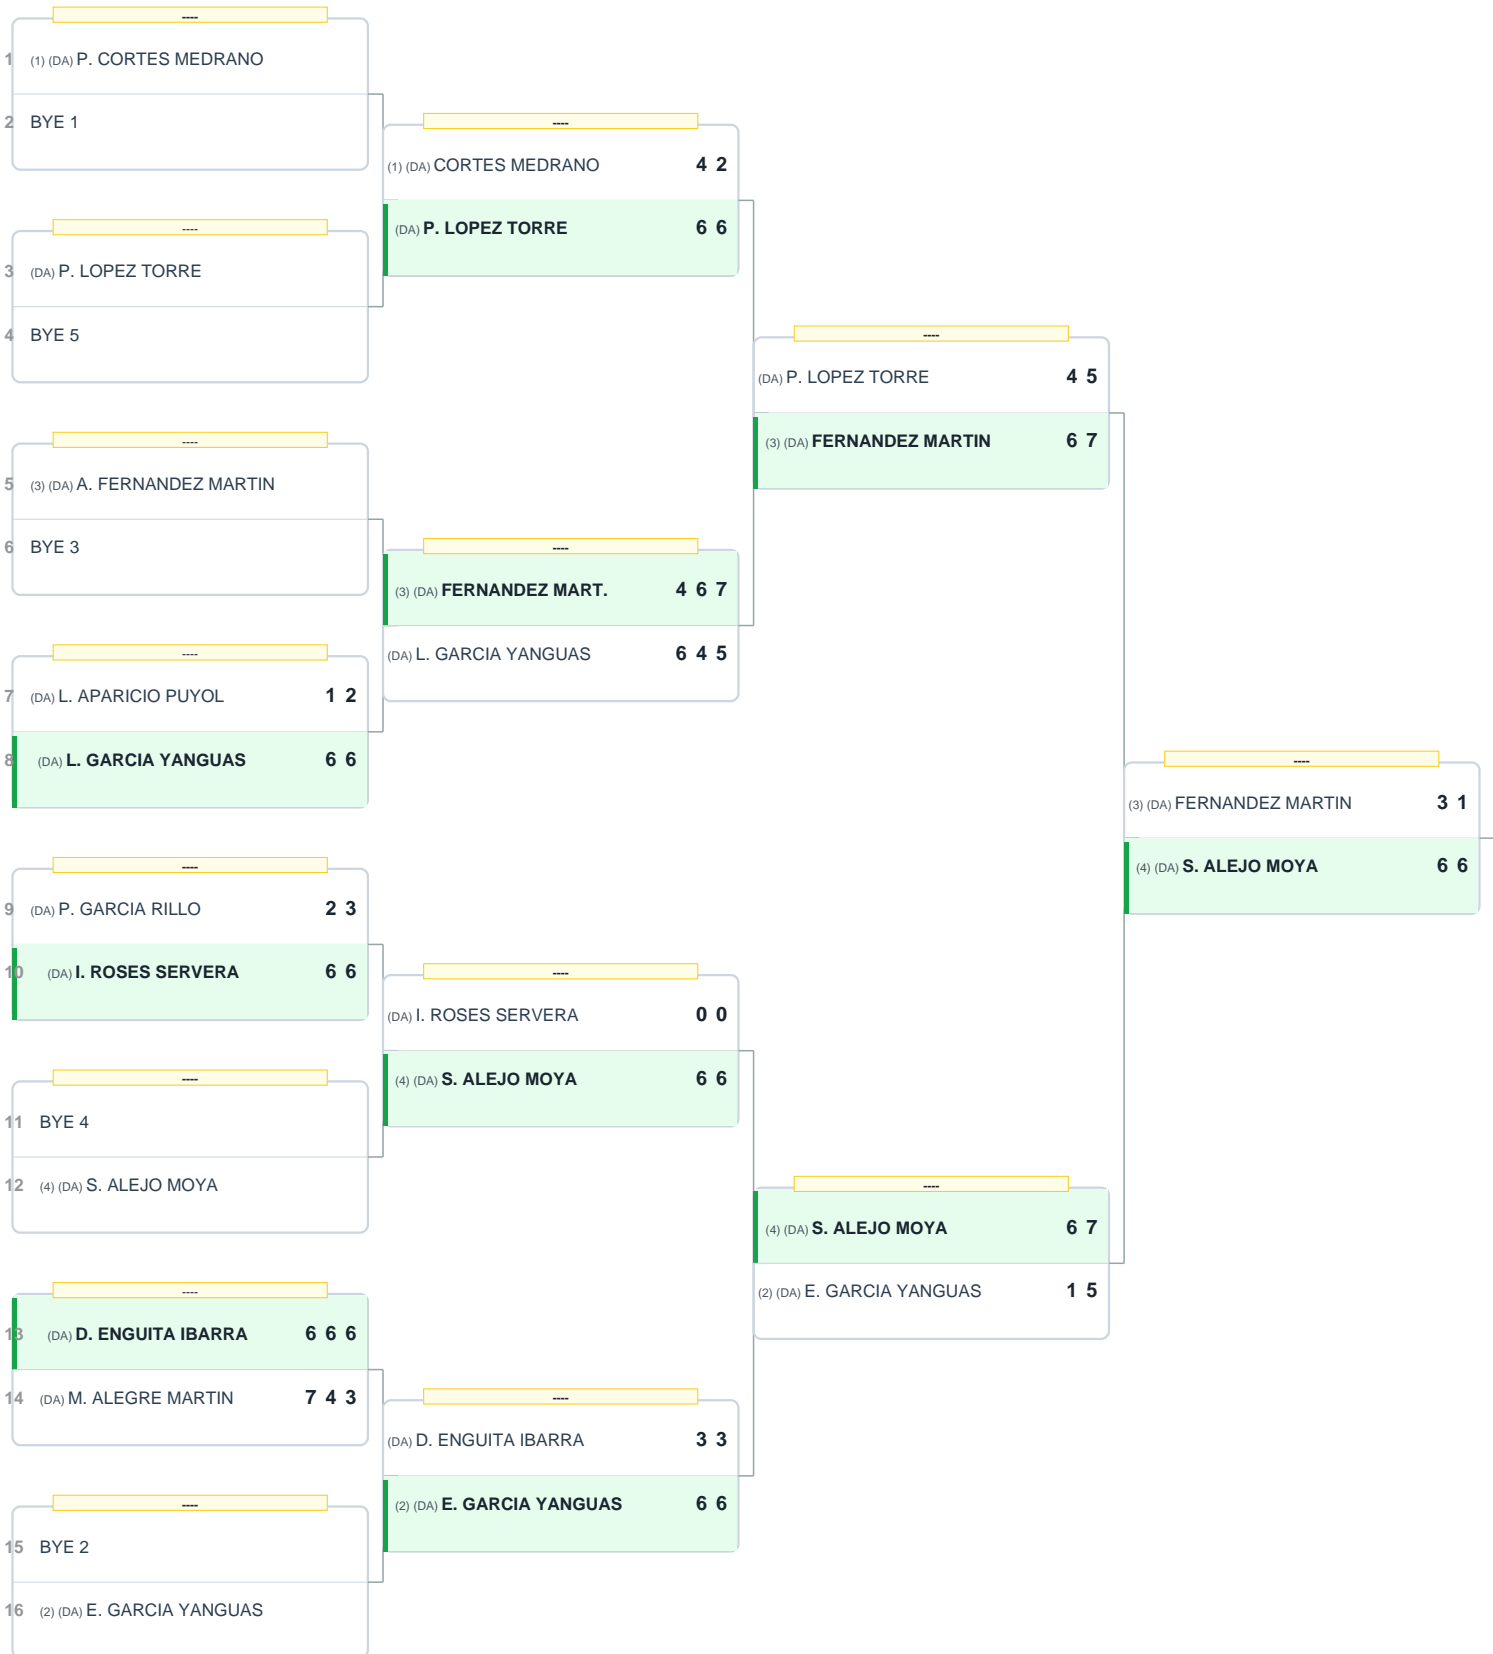 ----
1 (1) (DA) P. CORTES MEDRANO
2 BYE 1
----
3 (DA) P. LOPEZ TORRE
4 BYE 5
----
5 (3) (DA) A. FERNANDEZ MARTIN
6 BYE 3
----
7 (DA) L. APARICIO PUYOL 1 2
8 (DA) L. GARCIA YANGUAS 6 6
----
9 (DA) P. GARCIA RILLO 2 3
10 (DA) I. ROSES SERVERA 6 6
----
11 BYE 4
12 (4) (DA) S. ALEJO MOYA
----
13 (DA) D. ENGUITA IBARRA 6 6 6
14 (DA) M. ALEGRE MARTIN 7 4 3
----
15 BYE 2
16 (2) (DA) E. GARCIA YANGUAS
----
(1) (DA) CORTES MEDRANO 4 2
(DA) P. LOPEZ TORRE 6 6
----
(3) (DA) FERNANDEZ MART. 4 6 7
(DA) L. GARCIA YANGUAS 6 4 5
----
(DA) I. ROSES SERVERA 0 0
(4) (DA) S. ALEJO MOYA 6 6
----
(DA) D. ENGUITA IBARRA 3 3
(2) (DA) E. GARCIA YANGUAS 6 6
----
(DA) P. LOPEZ TORRE 4 5
(3) (DA) FERNANDEZ MARTIN 6 7
----
(4) (DA) S. ALEJO MOYA 6 7
(2) (DA) E. GARCIA YANGUAS 1 5
----
(3) (DA) FERNANDEZ MARTIN 3 1
(4) (DA) S. ALEJO MOYA 6 6